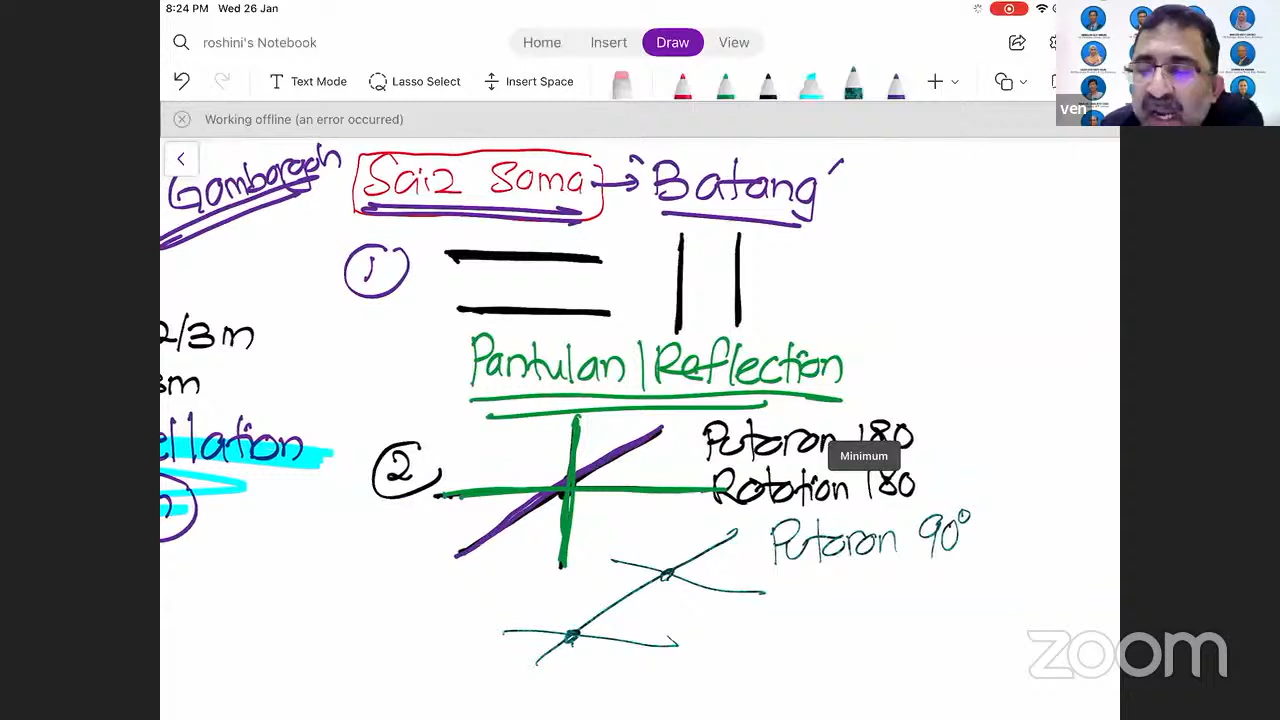 8:24 PM Wed 26 Jan
roshini's Notebook
Home Insert Draw View
Text Mode Lasso Select Insert Space
Working offline (an error occurred)
ven
Gambarajah
Saiz Sama → Batang
1
2/3 m
3m
Pantulan | Reflection
ellation
2
Putaran 180
Minimum
Rotation 180
Putaran 90°
zoom